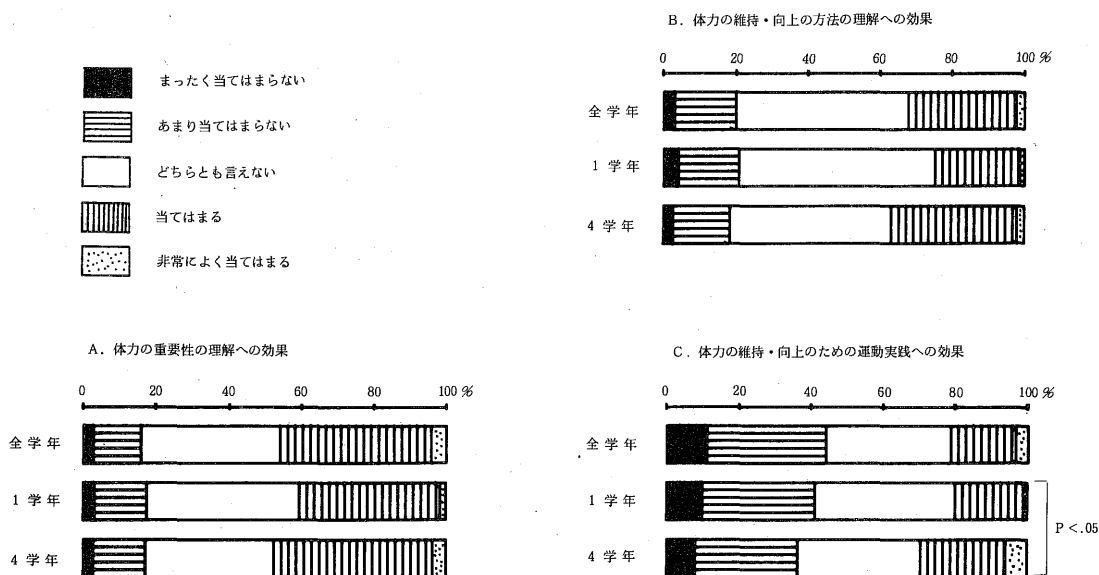 まったく当てはまらない
あまり当てはまらない
どちらとも言えない
当てはまる
非常によく当てはまる
B. 体力の維持・向上の方法の理解への効果
0 20 40 60 80 100 %
全学年
1 学年
4 学年
A. 体力の重要性の理解への効果
0 20 40 60 80 100 %
全学年
1 学年
4 学年
C. 体力の維持・向上のための運動実践への効果
0 20 40 60 80 100 %
全学年
1 学年
4 学年
P <.05